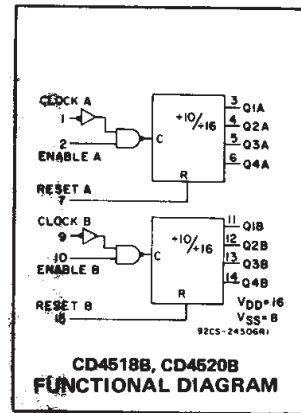 CLOCK A
1
÷10/÷16
3 Q1A
4 Q2A
5 Q3A
6 Q4A
2
C
ENABLE A
RESET A
7
R
CLOCK B
9
÷10/÷16
11 Q1B
12 Q2B
13 Q3B
14 Q4B
10
C
ENABLE B
RESET B
15
R
VDD=16
VSS=8
92CS-24506R1
CD4518B, CD4520B
FUNCTIONAL DIAGRAM